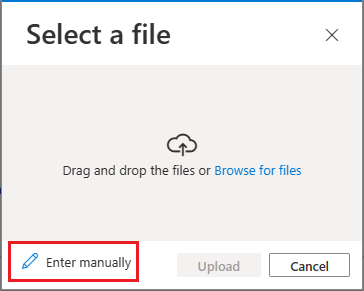 Select a file
Drag and drop the files or Browse for files
Enter manually
Upload
Cancel